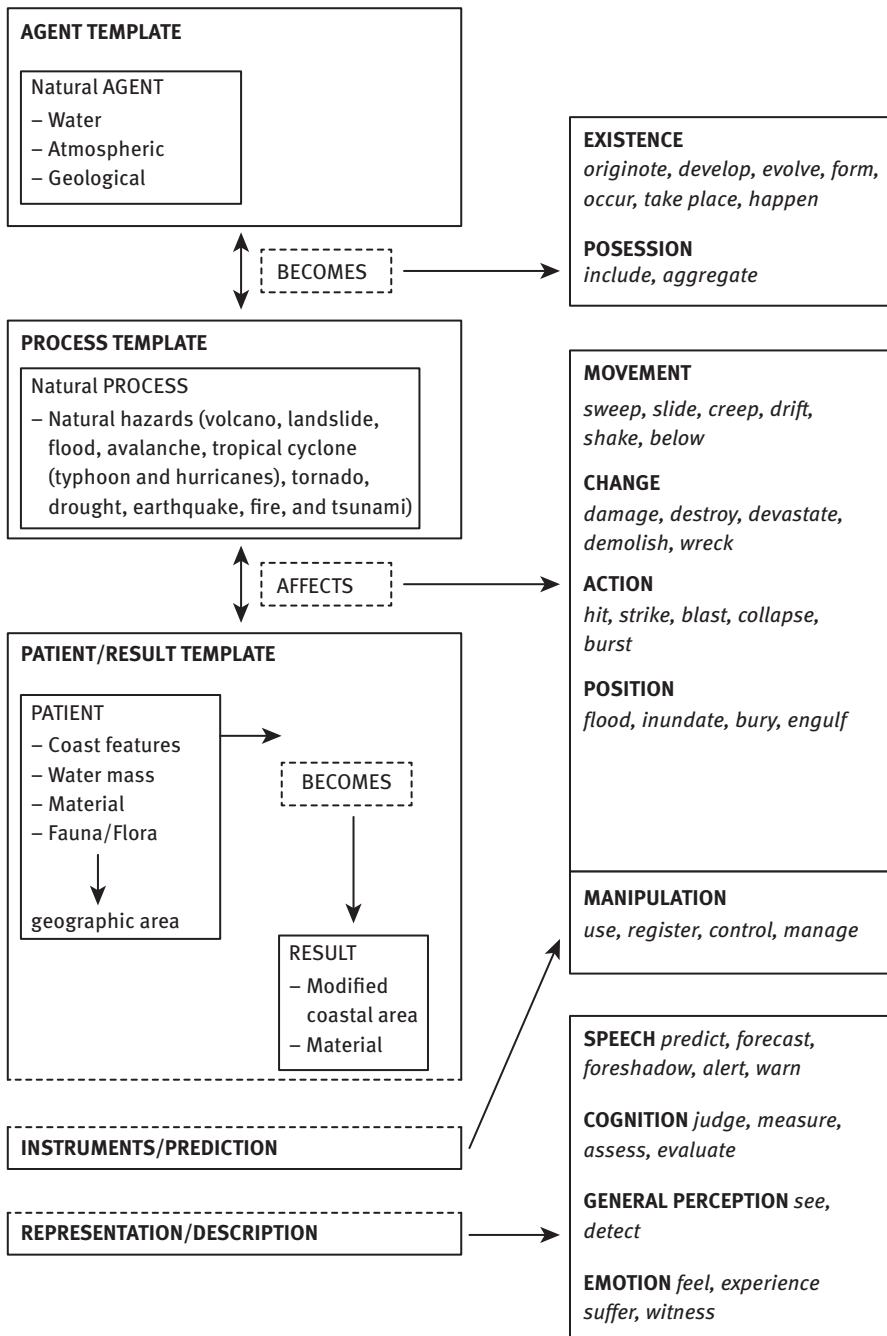 AGENT TEMPLATE
Natural AGENT
– Water
– Atmospheric
– Geological
BECOMES
EXISTENCE
originote, develop, evolve, form,
occur, take place, happen
POSESSION
include, aggregate
PROCESS TEMPLATE
Natural PROCESS
– Natural hazards (volcano, landslide,
flood, avalanche, tropical cyclone
(typhoon and hurricanes), tornado,
drought, earthquake, fire, and tsunami)
AFFECTS
MOVEMENT
sweep, slide, creep, drift,
shake, below
CHANGE
damage, destroy, devastate,
demolish, wreck
ACTION
hit, strike, blast, collapse,
burst
POSITION
flood, inundate, bury, engulf
PATIENT/RESULT TEMPLATE
PATIENT
– Coast features
– Water mass
– Material
– Fauna/Flora
geographic area
BECOMES
RESULT
– Modified
coastal area
– Material
MANIPULATION
use, register, control, manage
INSTRUMENTS/PREDICTION
REPRESENTATION/DESCRIPTION
SPEECH predict, forecast,
foreshadow, alert, warn
COGNITION judge, measure,
assess, evaluate
GENERAL PERCEPTION see,
detect
EMOTION feel, experience
suffer, witness